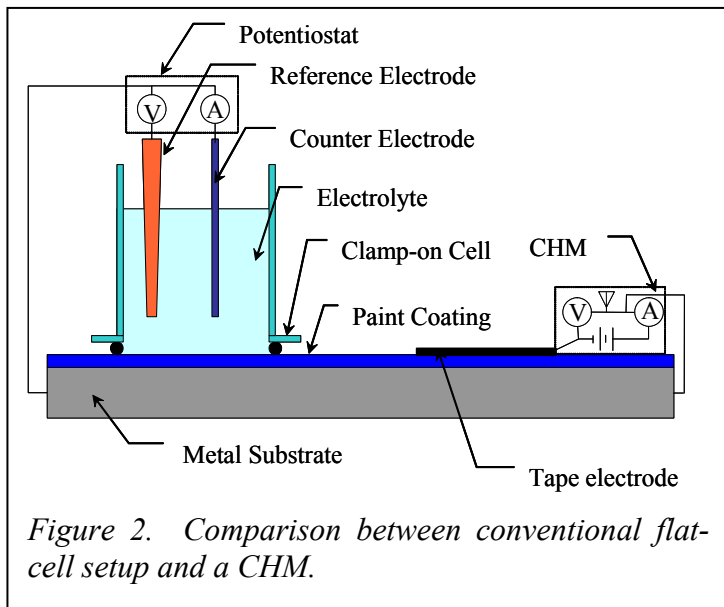 Potentiostat
Reference Electrode
V
A
Counter Electrode
Electrolyte
Clamp-on Cell
CHM
Paint Coating
V
A
Metal Substrate
Tape electrode
Figure 2. Comparison between conventional flat-
cell setup and a CHM.